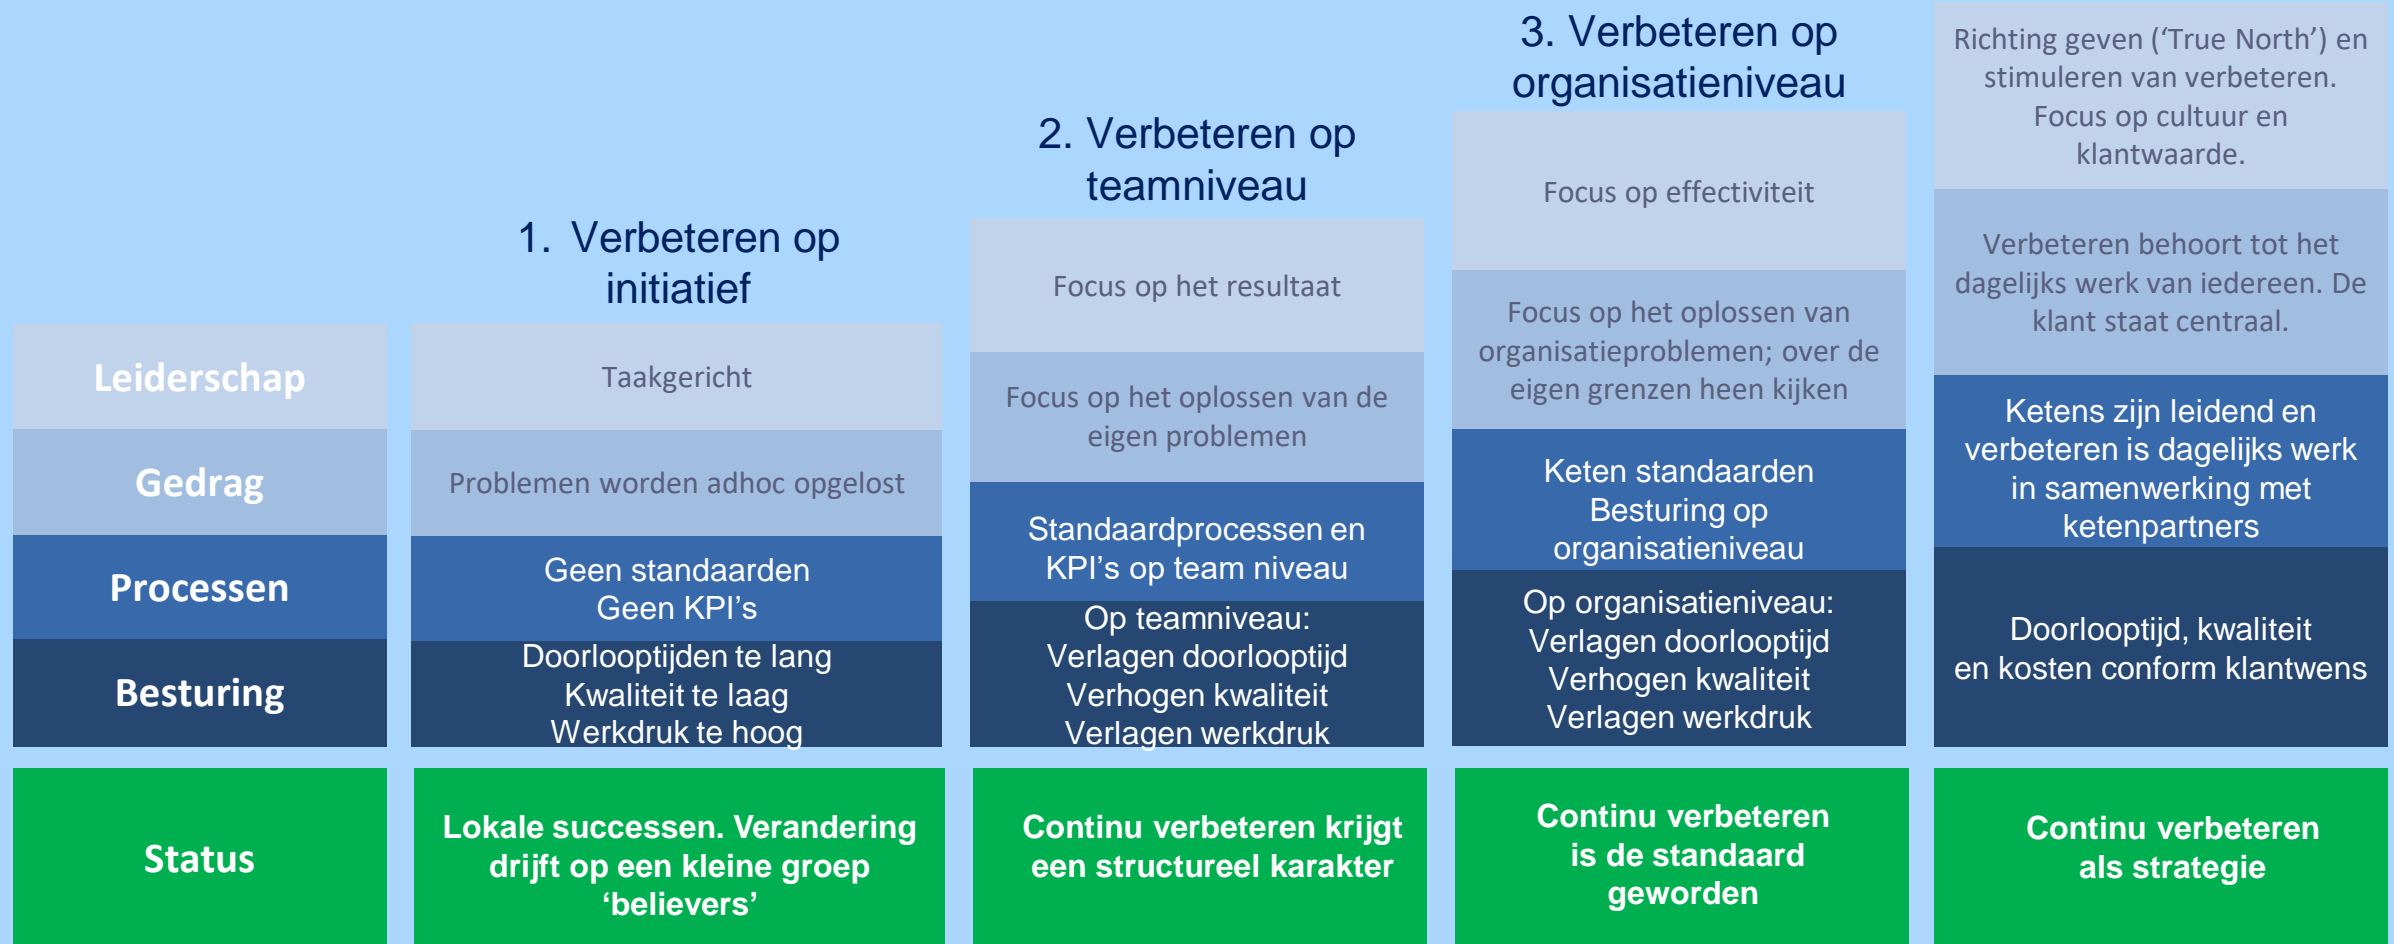 Leiderschap
Gedrag
Processen
Besturing
Status
1. Verbeteren op
initiatief
Taakgericht
Problemen worden adhoc opgelost
Geen standaarden
Geen KPI’s
Doorlooptijden te lang
Kwaliteit te laag
Werkdruk te hoog
Lokale successen. Verandering
drijft op een kleine groep
‘believers’
2. Verbeteren op
teamniveau
Focus op het resultaat
Focus op het oplossen van de
eigen problemen
Standaardprocessen en
KPI’s op team niveau
Op teamniveau:
Verlagen doorlooptijd
Verhogen kwaliteit
Verlagen werkdruk
Continu verbeteren krijgt
een structureel karakter
3. Verbeteren op
organisatieniveau
Focus op effectiviteit
Focus op het oplossen van
organisatieproblemen; over de
eigen grenzen heen kijken
Keten standaarden
Besturing op
organisatieniveau
Op organisatieniveau:
Verlagen doorlooptijd
Verhogen kwaliteit
Verlagen werkdruk
Continu verbeteren
is de standaard
geworden
Richting geven (‘True North’) en
stimuleren van verbeteren.
Focus op cultuur en
klantwaarde.
Verbeteren behoort tot het
dagelijks werk van iedereen. De
klant staat centraal.
Ketens zijn leidend en
verbeteren is dagelijks werk
in samenwerking met
ketenpartners
Doorlooptijd, kwaliteit
en kosten conform klantwens
Continu verbeteren
als strategie